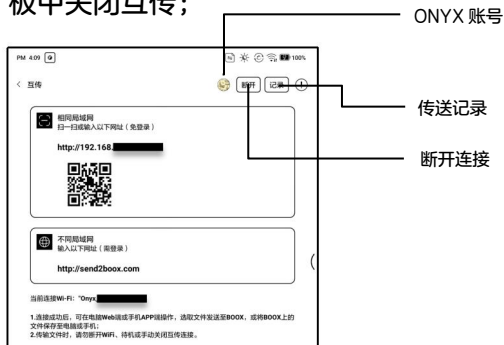 板中关闭互传；
ONYX 账号
PM 4:09
100%
互传
断开
记录
传送记录
断开连接
相同局域网
扫一扫或输入以下网址（免登录）
http://192.168.
不同局域网
输入以下网址（需登录）
http://send2boox.com
当前连接Wi-Fi: "Onyx
1.连接成功后，可在电脑Web端或手机APP端操作，选取文件发送至BOOX，或将BOOX上的
文件保存至电脑或手机；
2.传输文件时，请勿断开WiFi、待机或手动关闭互传连接。